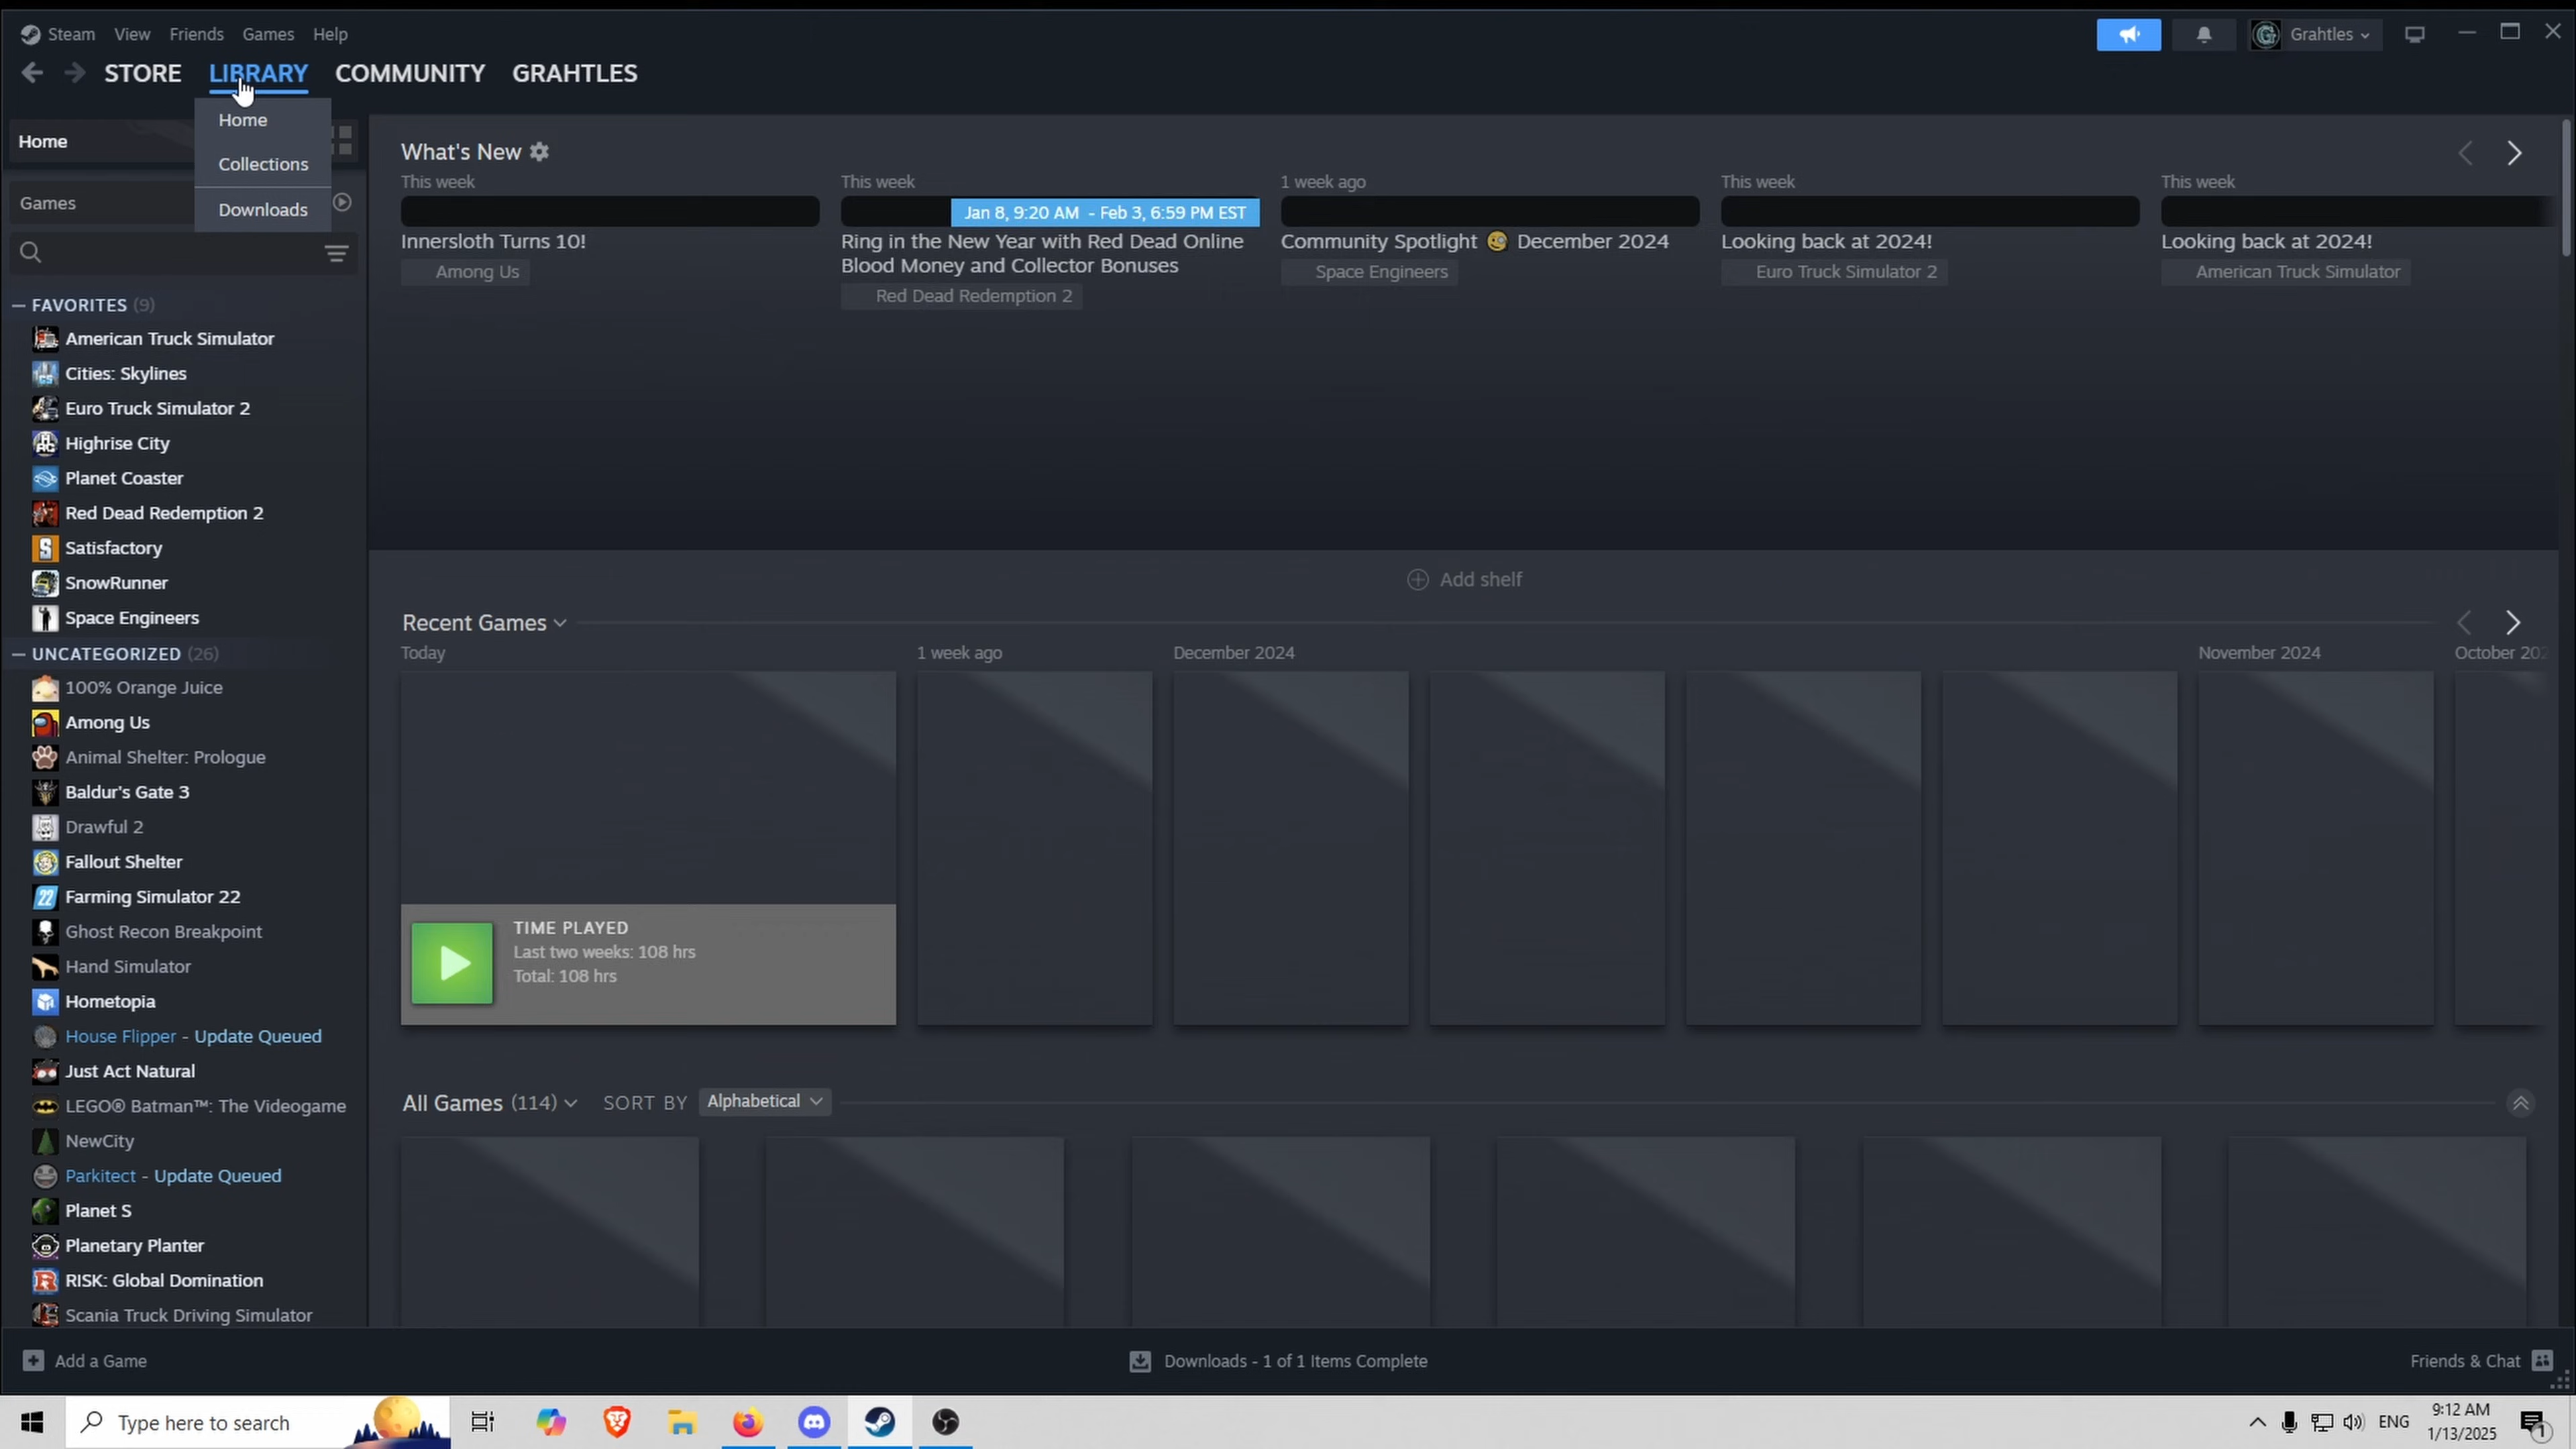 Steam View Friends Games Help
Grahtles
STORE LIBRARY COMMUNITY GRAHTLES
Home
Collections
Downloads
Home
Games
FAVORITES (9)
American Truck Simulator
Cities: Skylines
Euro Truck Simulator 2
Highrise City
Planet Coaster
Red Dead Redemption 2
Satisfactory
SnowRunner
Space Engineers
UNCATEGORIZED (26)
100% Orange Juice
Among Us
Animal Shelter: Prologue
Baldur's Gate 3
Drawful 2
Fallout Shelter
Farming Simulator 22
Ghost Recon Breakpoint
Hand Simulator
Hometopia
House Flipper - Update Queued
Just Act Natural
LEGO® Batman™: The Videogame
NewCity
Parkitect - Update Queued
Planet S
Planetary Planter
RISK: Global Domination
Scania Truck Driving Simulator
What's New
This week
Innersloth Turns 10!
Among Us
This week
Jan 8, 9:20 AM - Feb 3, 6:59 PM EST
Ring in the New Year with Red Dead Online
Blood Money and Collector Bonuses
Red Dead Redemption 2
1 week ago
Community Spotlight 🧐 December 2024
Space Engineers
This week
Looking back at 2024!
Euro Truck Simulator 2
This week
Looking back at 2024!
American Truck Simulator
Add shelf
Recent Games
Today
1 week ago
December 2024
November 2024
October 202
TIME PLAYED
Last two weeks: 108 hrs
Total: 108 hrs
All Games (114) SORT BY Alphabetical
Add a Game
Downloads - 1 of 1 Items Complete
Friends & Chat
Type here to search
ENG
9:12 AM
1/13/2025
1